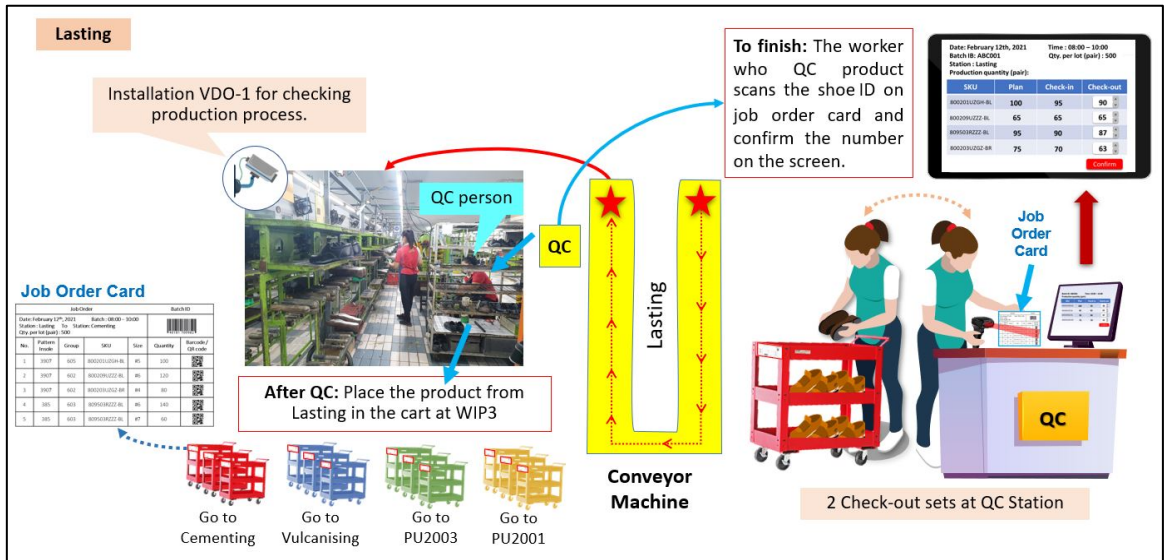 Lasting
Installation VDO-1 for checking
production process.
QC person
QC
To finish: The worker
who QC product
scans the shoe ID on
job order card and
confirm the number
on the screen.
Date: February 12th, 2021 Time : 08:00 – 10:00
Batch IB: ABC001 Qty. per lot (pair) : 500
Station : Lasting
Production quantity (pair):
SKU Plan Check-in Check-out
800201UZGH-BL 100 95 90
800209UZZZ-BL 65 65 65
809503RZZZ-BL 95 90 87
800203UZGZ-BR 75 70 63
Confirm
Job Order Card
Job Order Batch ID
Date: February 12th, 2021 Batch : 08:00 – 10:00
Station : Lasting To Station: Cementing
Qty. per lot (pair) : 500
No. Pattern Insole Group SKU Size Quantity Barcode / QR code
1 390T 605 800201UZGH-BL #5 100
2 390T 602 800209UZZZ-BL #6 120
3 390T 602 800203UZGZ-BR #4 80
4 385 603 809503RZZZ-BL #6 140
5 385 603 809503RZZZ-BL #7 60
After QC: Place the product from
Lasting in the cart at WIP3
Go to
Cementing
Go to
Vulcanising
Go to
PU2003
Go to
PU2001
Lasting
Conveyor
Machine
Job
Order
Card
QC
2 Check-out sets at QC Station